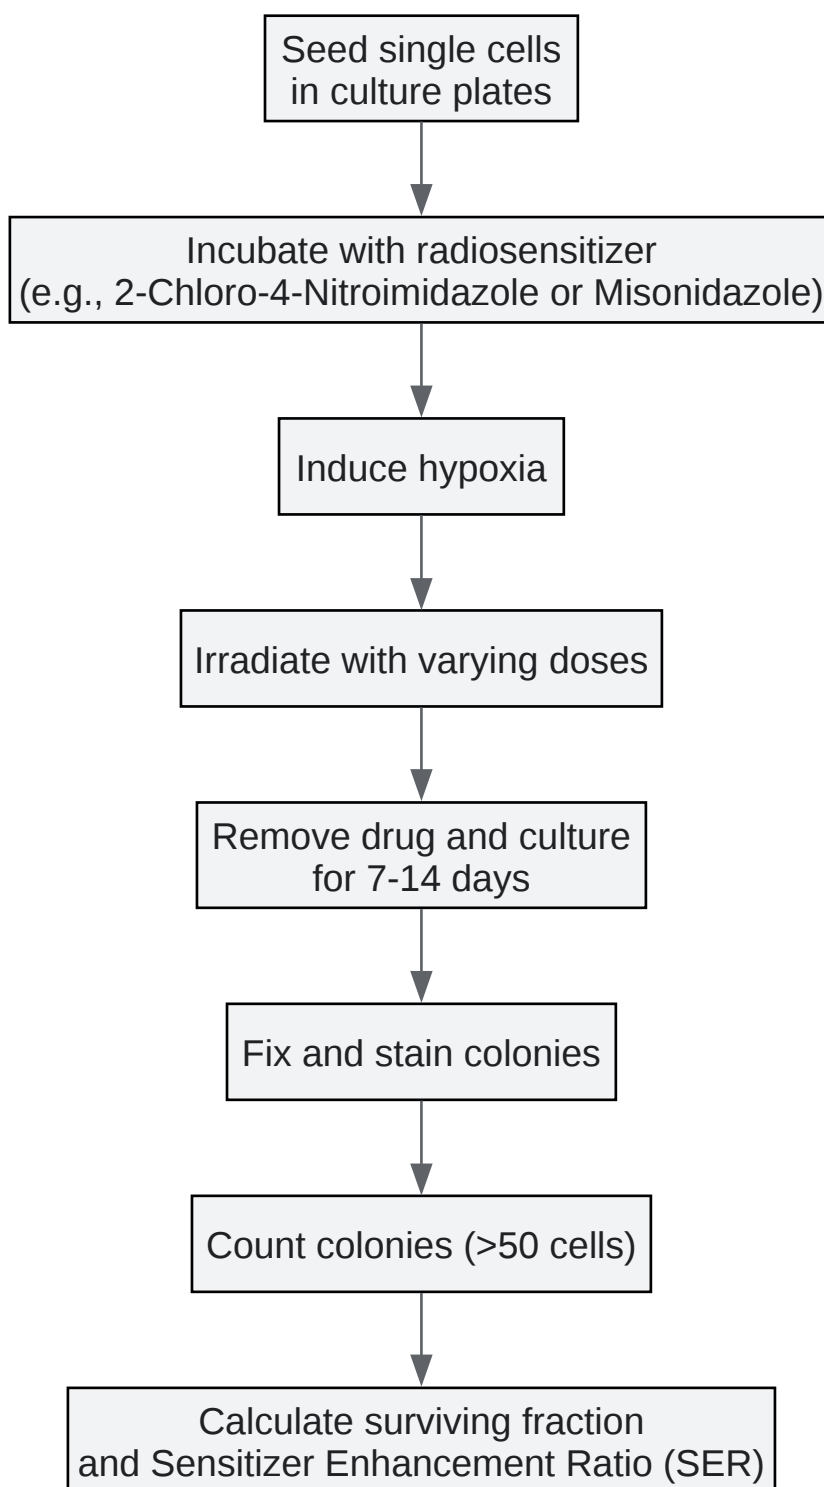 Seed single cells
in culture plates
Incubate with radiosensitizer
(e.g., 2-Chloro-4-Nitroimidazole or Misonidazole)
Induce hypoxia
Irradiate with varying doses
Remove drug and culture
for 7-14 days
Fix and stain colonies
Count colonies (>50 cells)
Calculate surviving fraction
and Sensitizer Enhancement Ratio (SER)